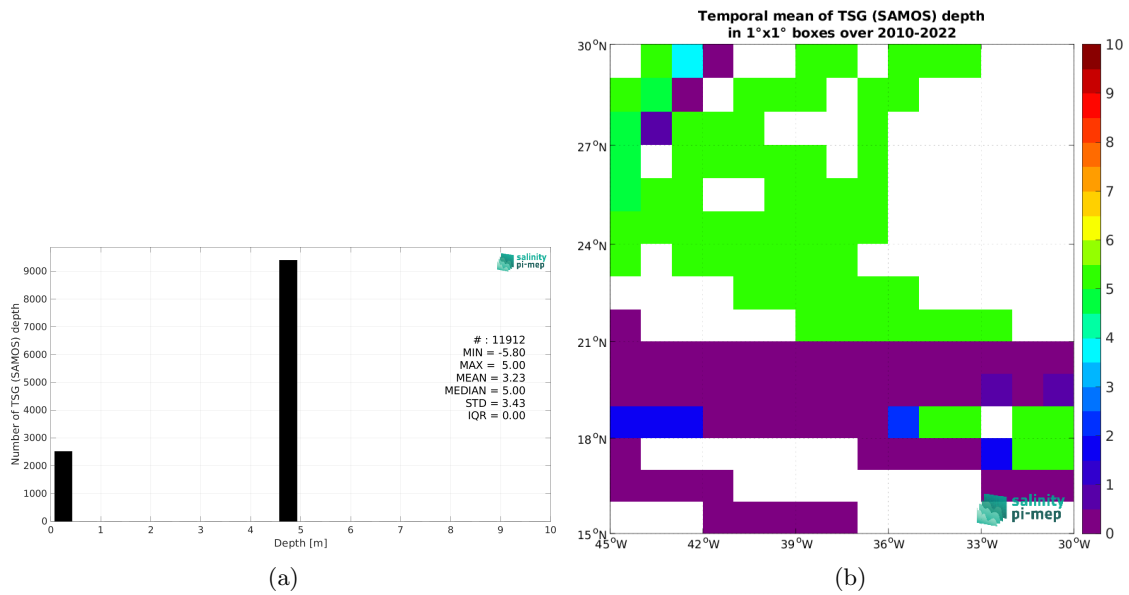 salinity
pi-mep
Number of TSG (SAMOS) depth
9000
8000
7000
6000
5000
4000
3000
2000
1000
0
# : 11912
MIN = -5.80
MAX = 5.00
MEAN = 3.23
MEDIAN = 5.00
STD = 3.43
IQR = 0.00
0 1 2 3 4 5 6 7 8 9 10
Depth [m]
(a)
Temporal mean of TSG (SAMOS) depth
in 1°x1° boxes over 2010-2022
30°N
27°N
24°N
21°N
18°N
15°N
45°W 42°W 39°W 36°W 33°W 30°W
salinity
pi-mep
10
9
8
7
6
5
4
3
2
1
0
(b)